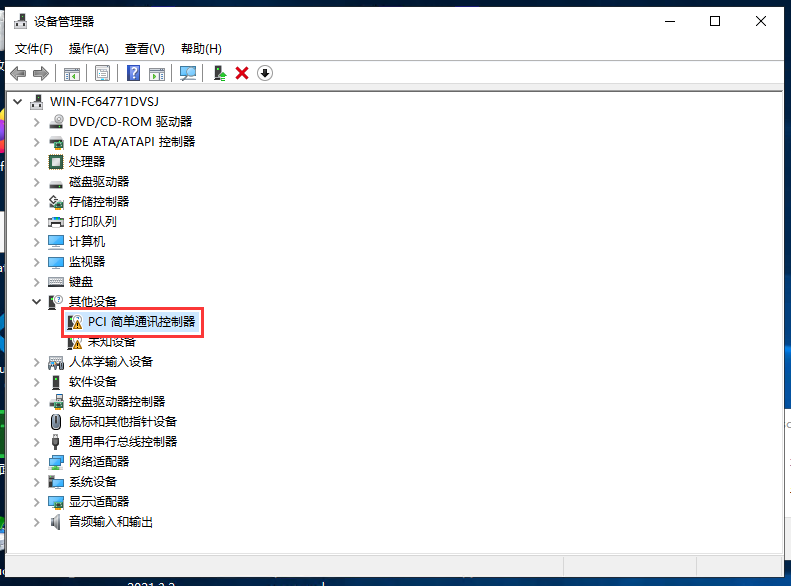 设备管理器
文件(F) 操作(A) 查看(V) 帮助(H)
WIN-FC64771DVSJ
DVD/CD-ROM 驱动器
IDE ATA/ATAPI 控制器
处理器
磁盘驱动器
存储控制器
打印队列
计算机
监视器
键盘
其他设备
PCI 简单通讯控制器
未知设备
人体学输入设备
软件设备
软盘驱动器控制器
鼠标和其他指针设备
通用串行总线控制器
网络适配器
系统设备
显示适配器
音频输入和输出